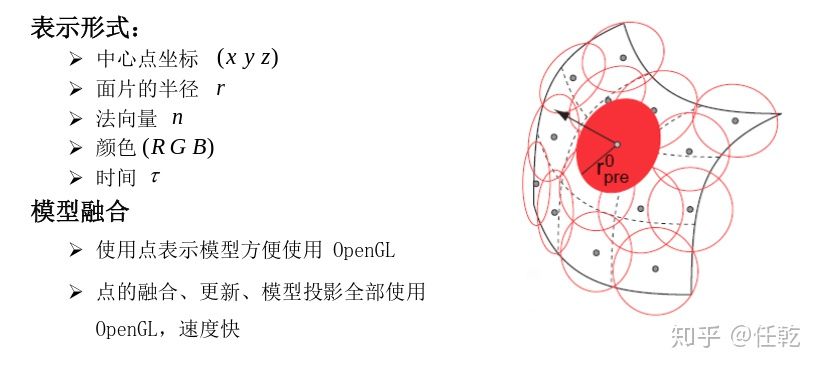 表示形式：
➢ 中心点坐标 (x y z)
➢ 面片的半径 r
➢ 法向量 n
➢ 颜色 (R G B)
➢ 时间 τ
模型融合
➢ 使用点表示模型方便使用 OpenGL
➢ 点的融合、更新、模型投影全部使用
OpenGL，速度快
r⁰pre
知乎 @任乾